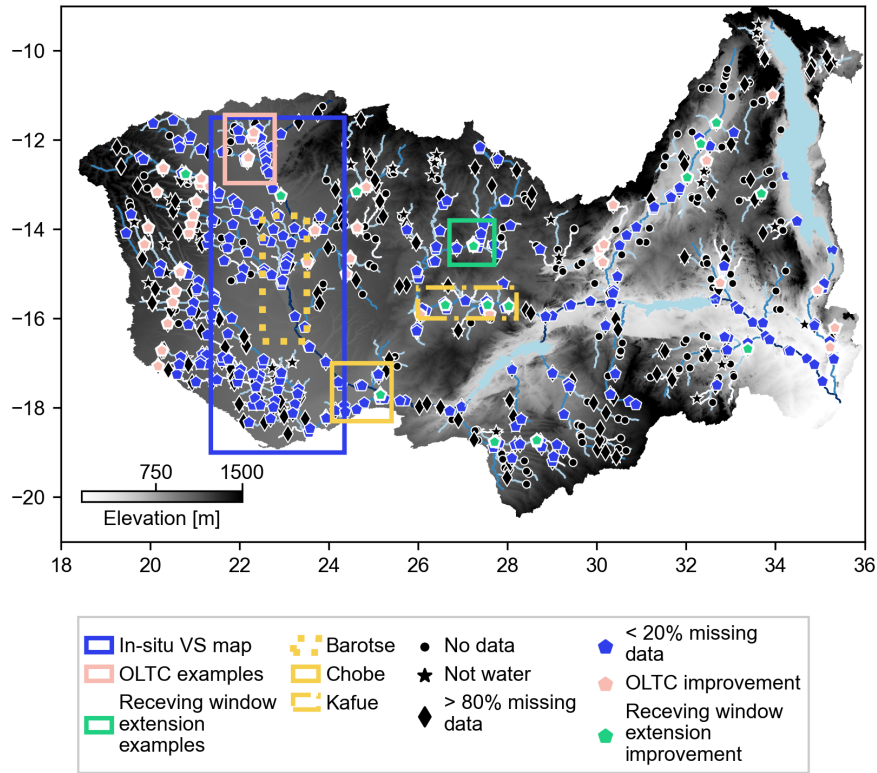 −10
−12
−14
−16
−18
−20
750
1500
Elevation [m]
18
20
22
24
26
28
30
32
34
36
In-situ VS map
OLTC examples
Receving window
extension
examples
Barotse
Chobe
Kafue
No data
Not water
> 80% missing
data
< 20% missing
data
OLTC improvement
Receving window
extension
improvement